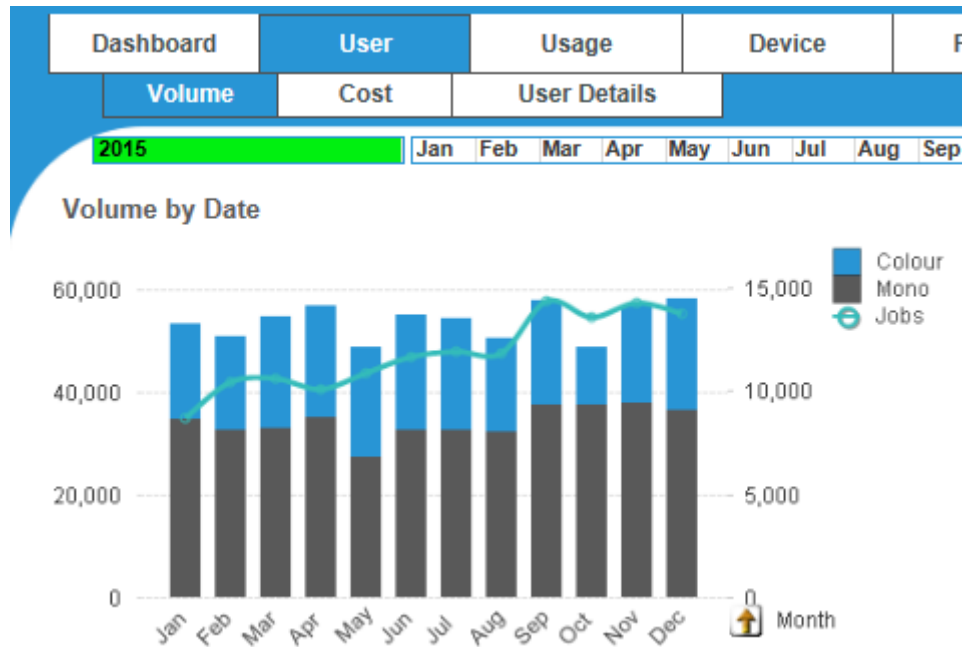 Dashboard User Usage Device
Volume Cost User Details
2015 Jan Feb Mar Apr May Jun Jul Aug Sep
Volume by Date
Colour
Mono
Jobs
60,000 15,000
40,000 10,000
20,000 5,000
0 0
Jan Feb Mar Apr May Jun Jul Aug Sep Oct Nov Dec Month